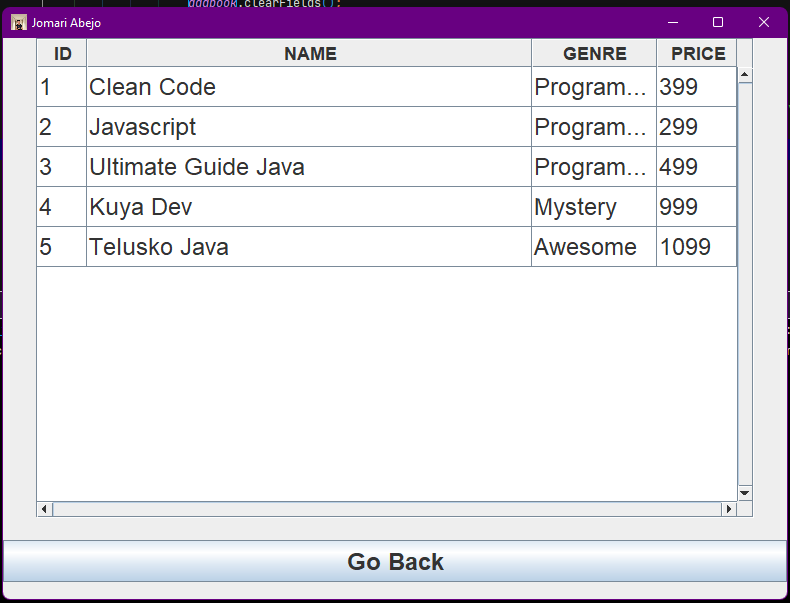 addbook.clearFields();
Jomari Abejo
ID NAME GENRE PRICE
1 Clean Code Program... 399
2 Javascript Program... 299
3 Ultimate Guide Java Program... 499
4 Kuya Dev Mystery 999
5 Telusko Java Awesome 1099
Go Back